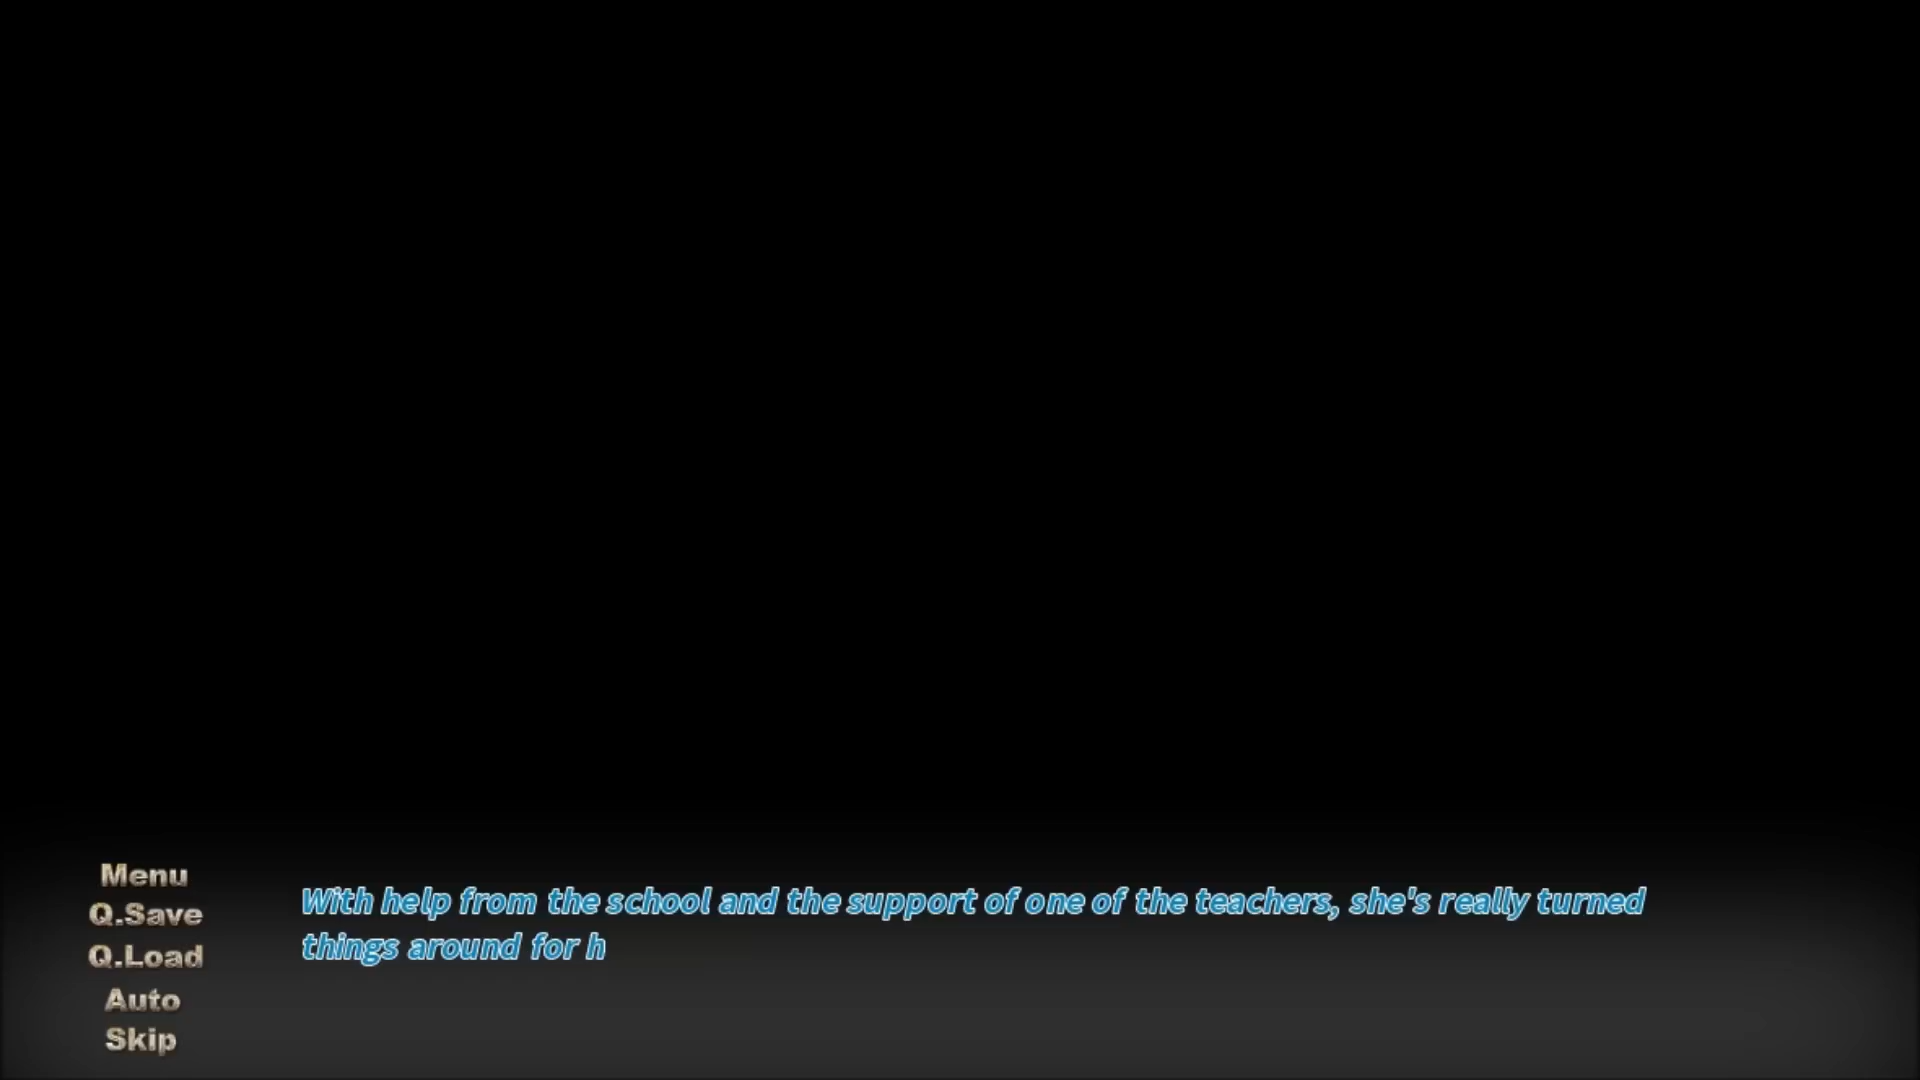 Menu
Q.Save
Q.Load
Auto
Skip
With help from the school and the support of one of the teachers, she's really turned
things around for h